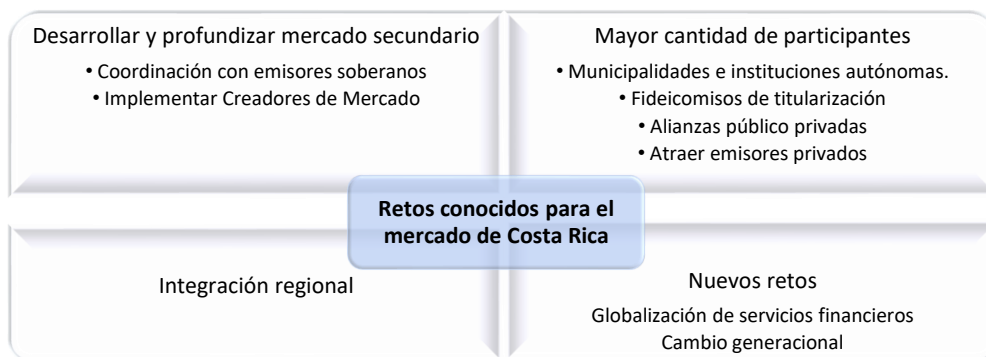 Desarrollar y profundizar mercado secundario
• Coordinación con emisores soberanos
• Implementar Creadores de Mercado
Mayor cantidad de participantes
• Municipalidades e instituciones autónomas.
• Fideicomisos de titularización
• Alianzas público privadas
• Atraer emisores privados
Retos conocidos para el
mercado de Costa Rica
Integración regional
Nuevos retos
Globalización de servicios financieros
Cambio generacional